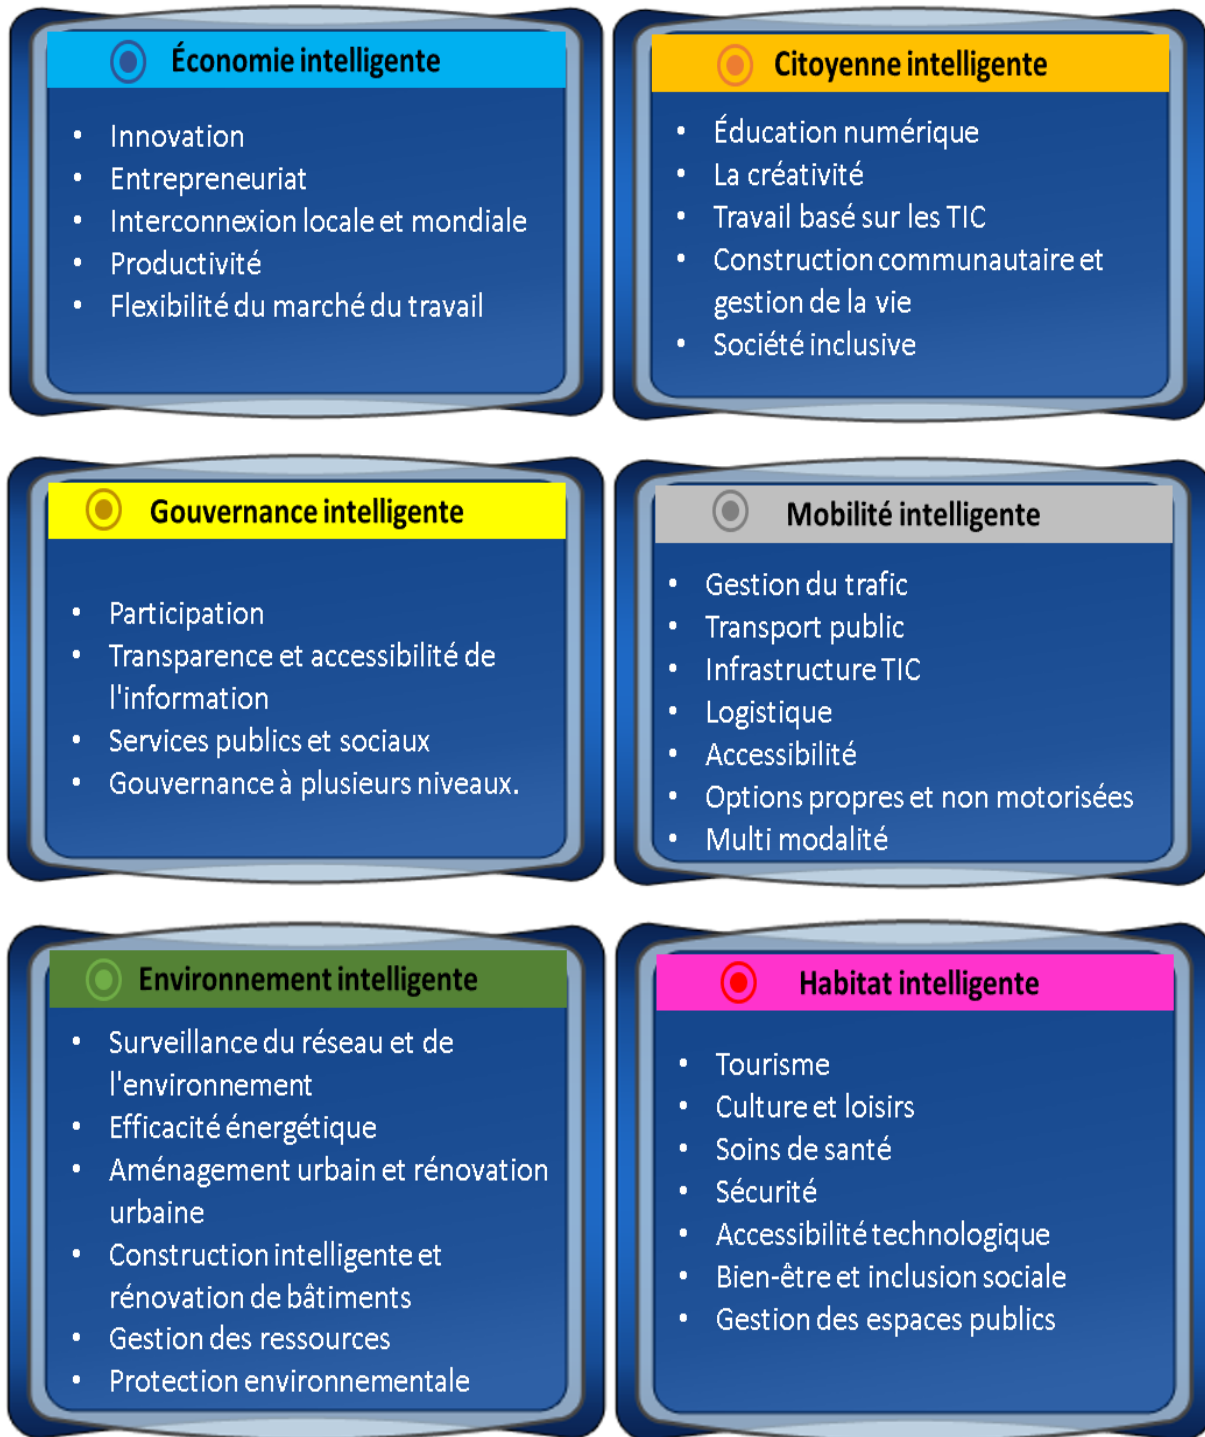 Économie intelligente
• Innovation
• Entrepreneuriat
• Interconnexion locale et mondiale
• Productivité
• Flexibilité du marché du travail
Citoyenne intelligente
• Éducation numérique
• La créativité
• Travail basé sur les TIC
• Construction communautaire et
gestion de la vie
• Société inclusive
Gouvernance intelligente
• Participation
• Transparence et accessibilité de
l'information
• Services publics et sociaux
• Gouvernance à plusieurs niveaux.
Mobilité intelligente
• Gestion du trafic
• Transport public
• Infrastructure TIC
• Logistique
• Accessibilité
• Options propres et non motorisées
• Multi modalité
Environnement intelligente
• Surveillance du réseau et de
l'environnement
• Efficacité énergétique
• Aménagement urbain et rénovation
urbaine
• Construction intelligente et
rénovation de bâtiments
• Gestion des ressources
• Protection environnementale
Habitat intelligente
• Tourisme
• Culture et loisirs
• Soins de santé
• Sécurité
• Accessibilité technologique
• Bien-être et inclusion sociale
• Gestion des espaces publics